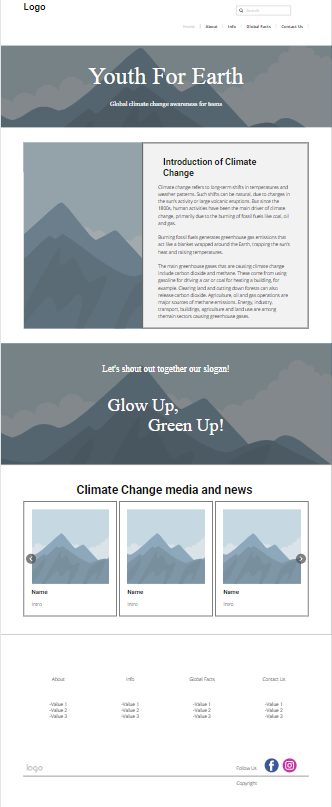 Logo
Search
Home | About | Info | Global Facts | Contact Us
Youth For Earth
Global climate change awareness for teens
Introduction of Climate
Change
Climate change refers to long-term shifts in temperatures and
weather patterns. Such shifts can be natural, due to changes in
the sun's activity or large volcanic eruptions. But since the
1800s, human activities have been the main driver of climate
change, primarily due to the burning of fossil fuels like coal, oil
and gas.
Burning fossil fuels generates greenhouse gas emissions that
act like a blanket wrapped around the Earth, trapping the sun's
heat and raising temperatures.
The main greenhouse gases that are causing climate change
include carbon dioxide and methane. These come from using
gasoline for driving a car or coal for heating a building, for
example. Clearing land and cutting down forests can also
release carbon dioxide. Agriculture, oil and gas operations are
major sources of methane emissions. Energy, industry,
transport, buildings, agriculture and land use are among
the main sectors causing greenhouse gases.
Let's shout out together our slogan!
Glow Up,
Green Up!
Climate Change media and news
Name Name Name
Intro Intro Intro
About Info Global Facts Contact Us
-Value 1 -Value 1 -Value 1 -Value 1
-Value 2 -Value 2 -Value 2 -Value 2
-Value 3 -Value 3 -Value 3 -Value 3
logo Follow Us
Copyright